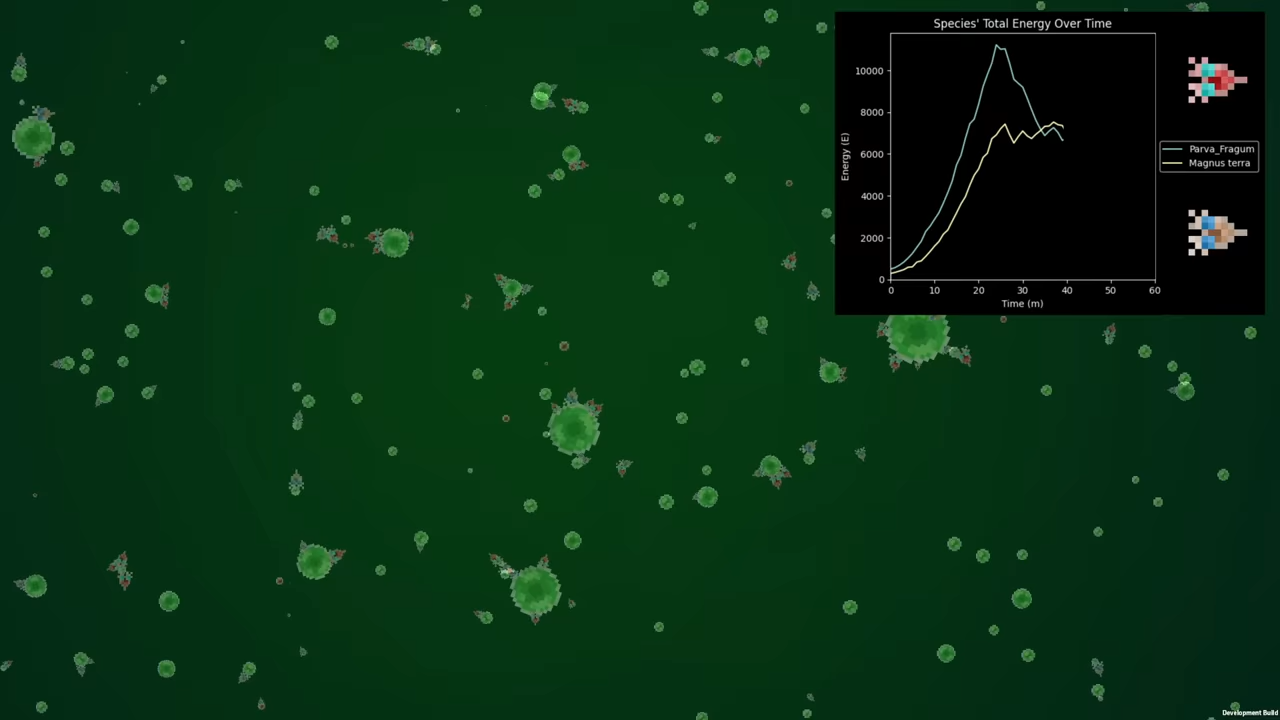 Species' Total Energy Over Time
Energy (E)
10000
8000
6000
4000
2000
0
0 10 20 30 40 50 60
Time (m)
Parva_Fragum
Magnus terra
Development Build